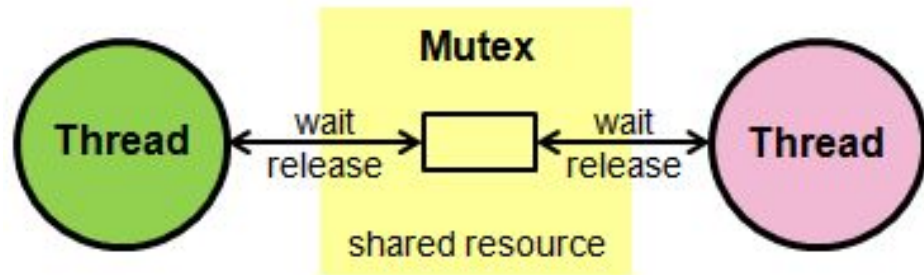 Mutex
Thread
wait
release
wait
release
Thread
shared resource